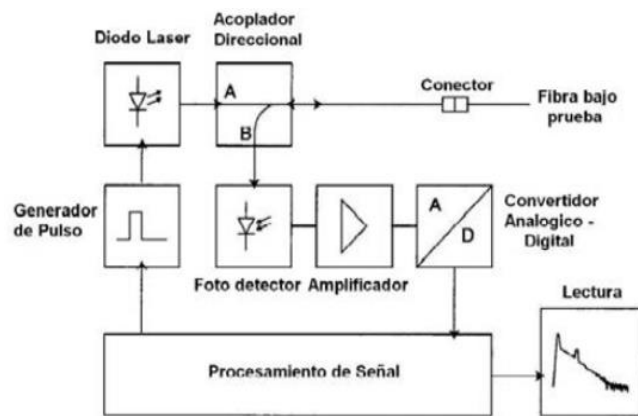 Acoplador
Direccional
Diodo Laser
A
B
Conector
Fibra bajo
prueba
Generador
de Pulso
A
D
Convertidor
Analogico -
Digital
Foto detector
Amplificador
Lectura
Procesamiento de Señal